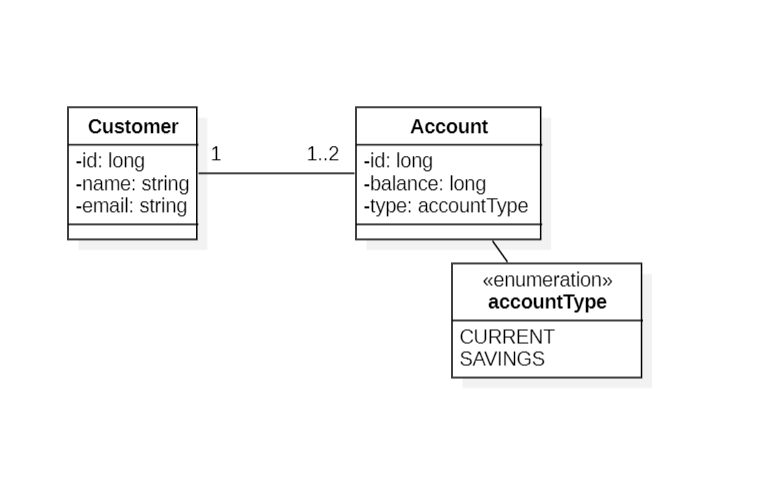 Customer
-id: long
-name: string
-email: string
1
1..2
Account
-id: long
-balance: long
-type: accountType
«enumeration»
accountType
CURRENT
SAVINGS